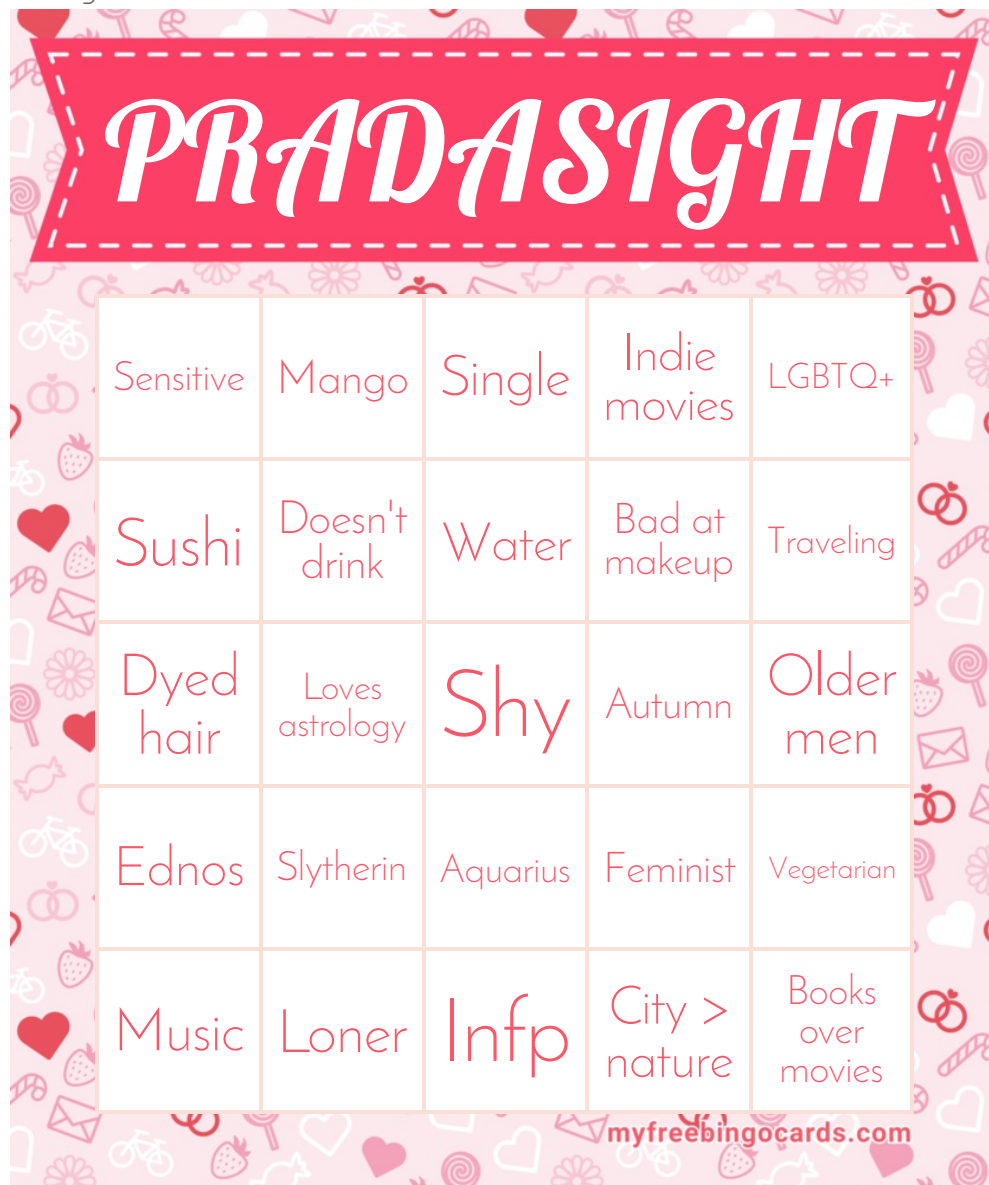 PRADASIGHT
Sensitive
Mango
Single
Indie
movies
LGBTQ+
Sushi
Doesn't
drink
Water
Bad at
makeup
Traveling
Dyed
hair
Loves
astrology
Shy
Autumn
Older
men
Ednos
Slytherin
Aquarius
Feminist
Vegetarian
Music
Loner
Infp
City >
nature
Books
over
movies
myfreebingocards.com